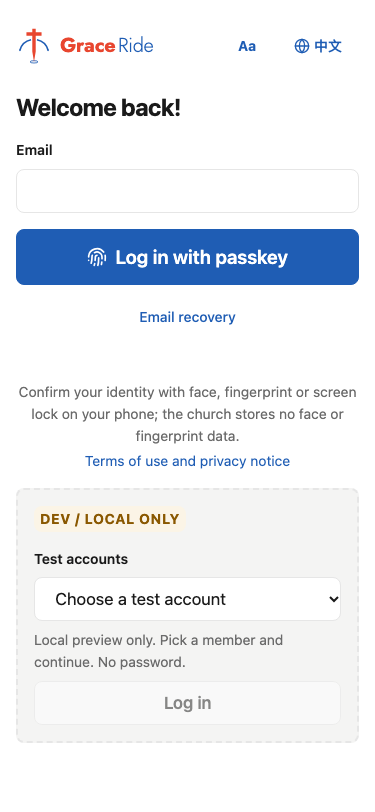 Grace Ride
Aa
中文
Welcome back!
Email
Log in with passkey
Email recovery
Confirm your identity with face, fingerprint or screen
lock on your phone; the church stores no face or
fingerprint data.
Terms of use and privacy notice
DEV / LOCAL ONLY
Test accounts
Choose a test account
Local preview only. Pick a member and
continue. No password.
Log in